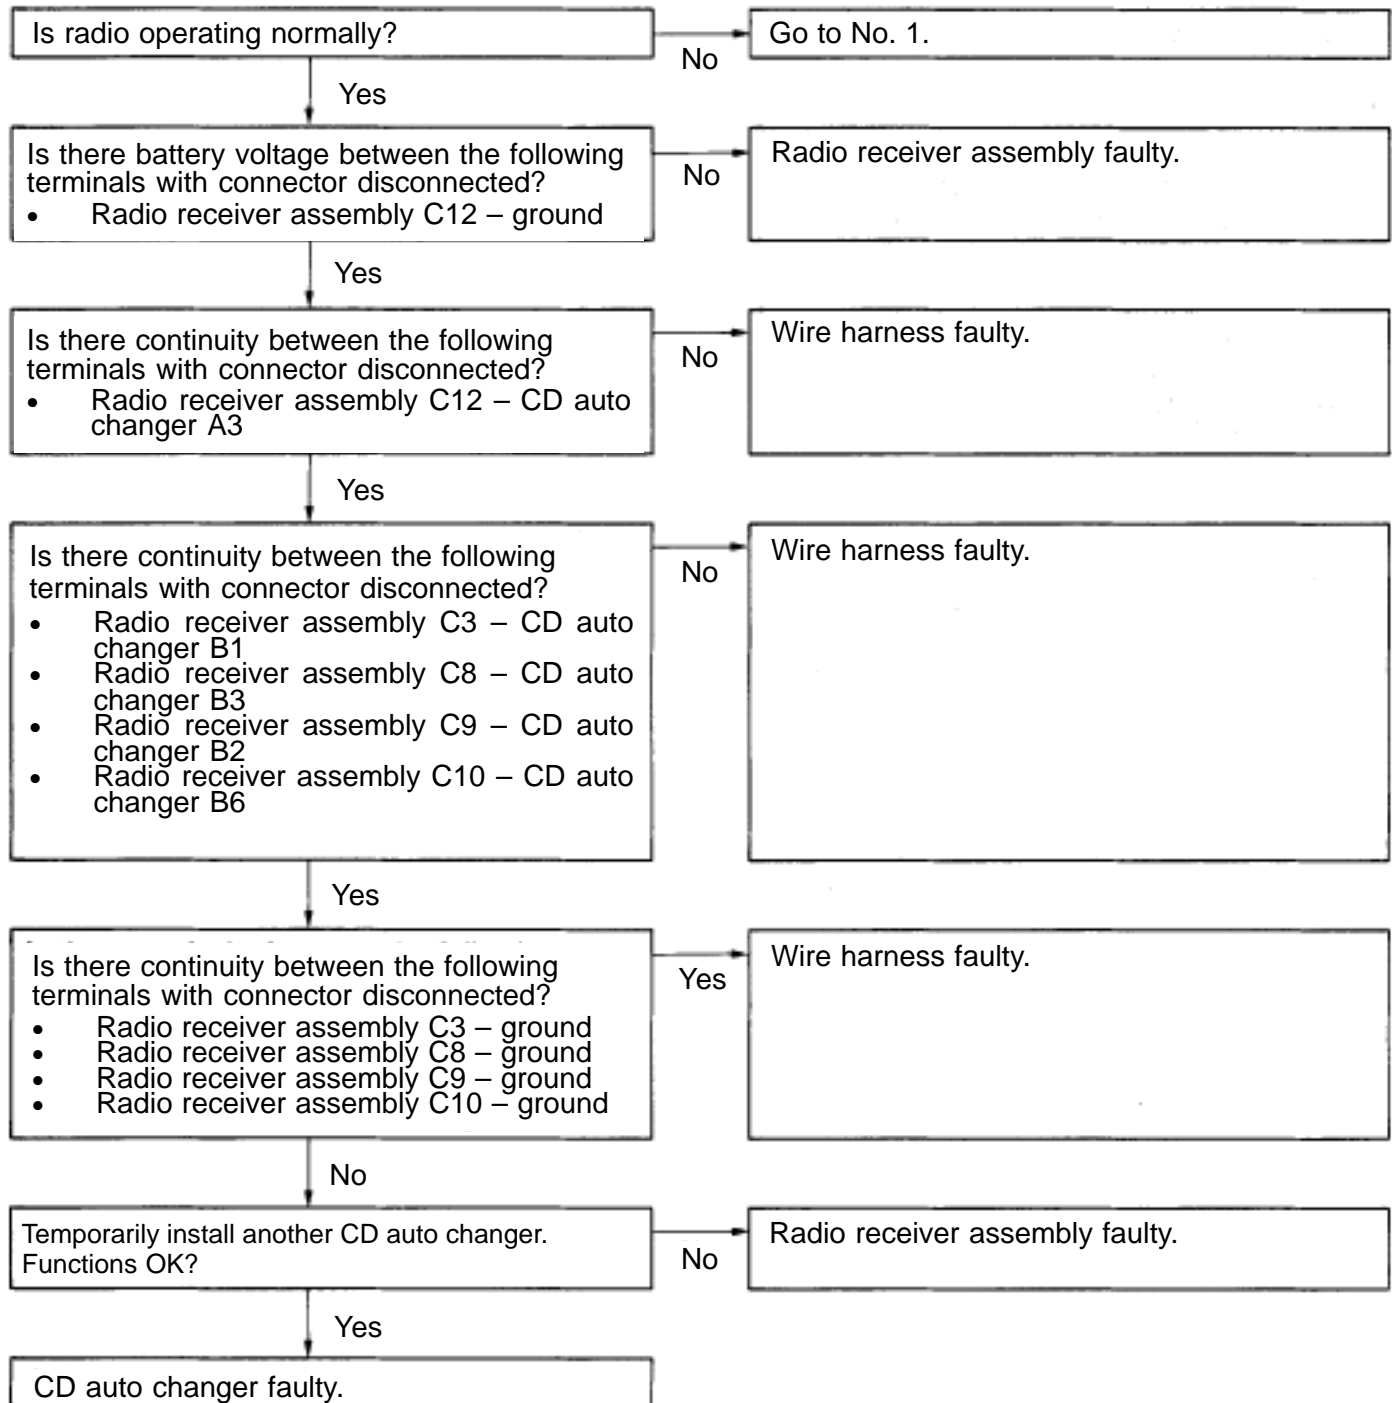 Is radio operating normally?
No
Go to No. 1.
Yes
Is there battery voltage between the following
terminals with connector disconnected?
• Radio receiver assembly C12 – ground
No
Radio receiver assembly faulty.
Yes
Is there continuity between the following
terminals with connector disconnected?
• Radio receiver assembly C12 – CD auto
changer A3
No
Wire harness faulty.
Yes
Is there continuity between the following
terminals with connector disconnected?
• Radio receiver assembly C3 – CD auto
changer B1
• Radio receiver assembly C8 – CD auto
changer B3
• Radio receiver assembly C9 – CD auto
changer B2
• Radio receiver assembly C10 – CD auto
changer B6
No
Wire harness faulty.
Yes
Is there continuity between the following
terminals with connector disconnected?
• Radio receiver assembly C3 – ground
• Radio receiver assembly C8 – ground
• Radio receiver assembly C9 – ground
• Radio receiver assembly C10 – ground
Yes
Wire harness faulty.
No
Temporarily install another CD auto changer.
Functions OK?
No
Radio receiver assembly faulty.
Yes
CD auto changer faulty.